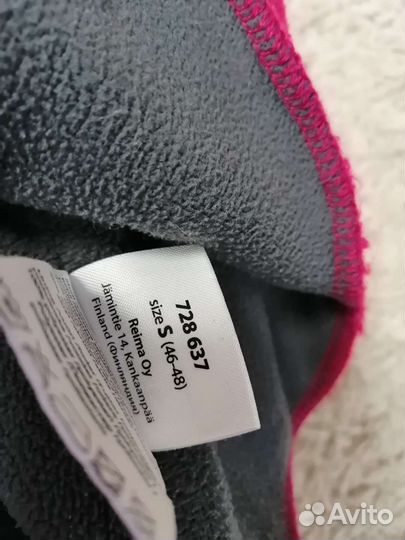 728 637
size S (46-48)
Reima Oy
Jämintie 14, Kankaanpää
Finland (Финляндия)
Avito